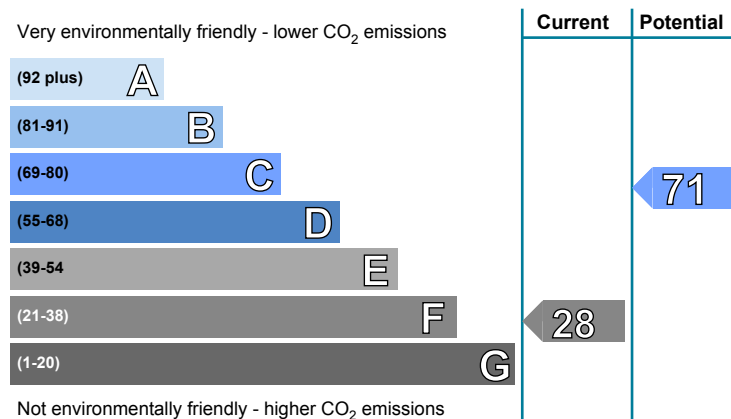 Current Potential
Very environmentally friendly - lower CO₂ emissions
(92 plus) A
(81-91) B
(69-80) C
71
(55-68) D
(39-54 E
(21-38) F
28
(1-20) G
Not environmentally friendly - higher CO₂ emissions